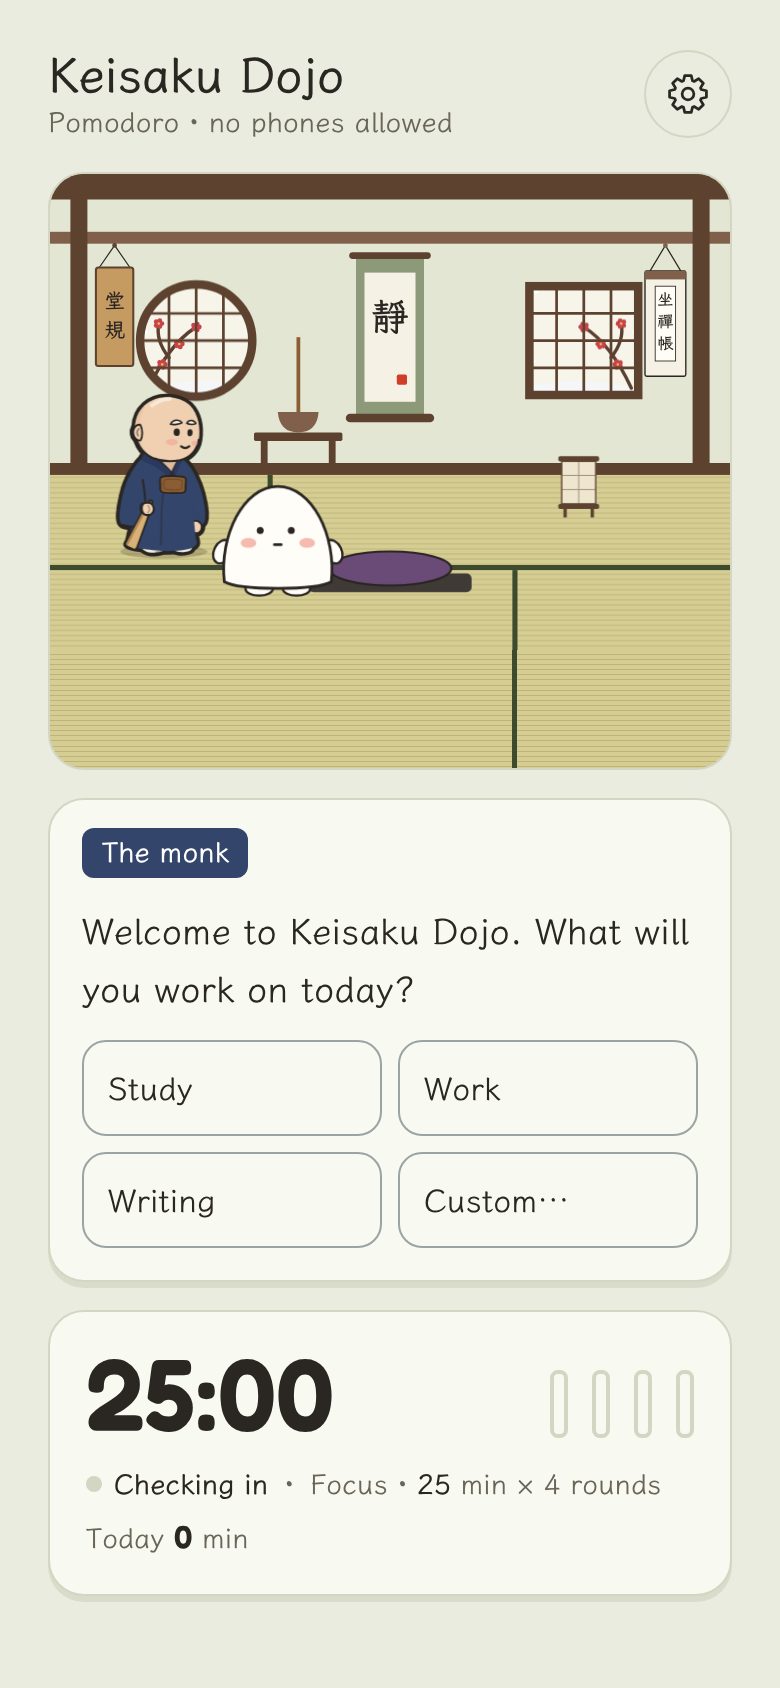 Keisaku Dojo
Pomodoro • no phones allowed
堂規
靜
坐禪帳
The monk
Welcome to Keisaku Dojo. What will
you work on today?
Study
Work
Writing
Custom⋯
25:00
Checking in • Focus • 25 min × 4 rounds
Today 0 min